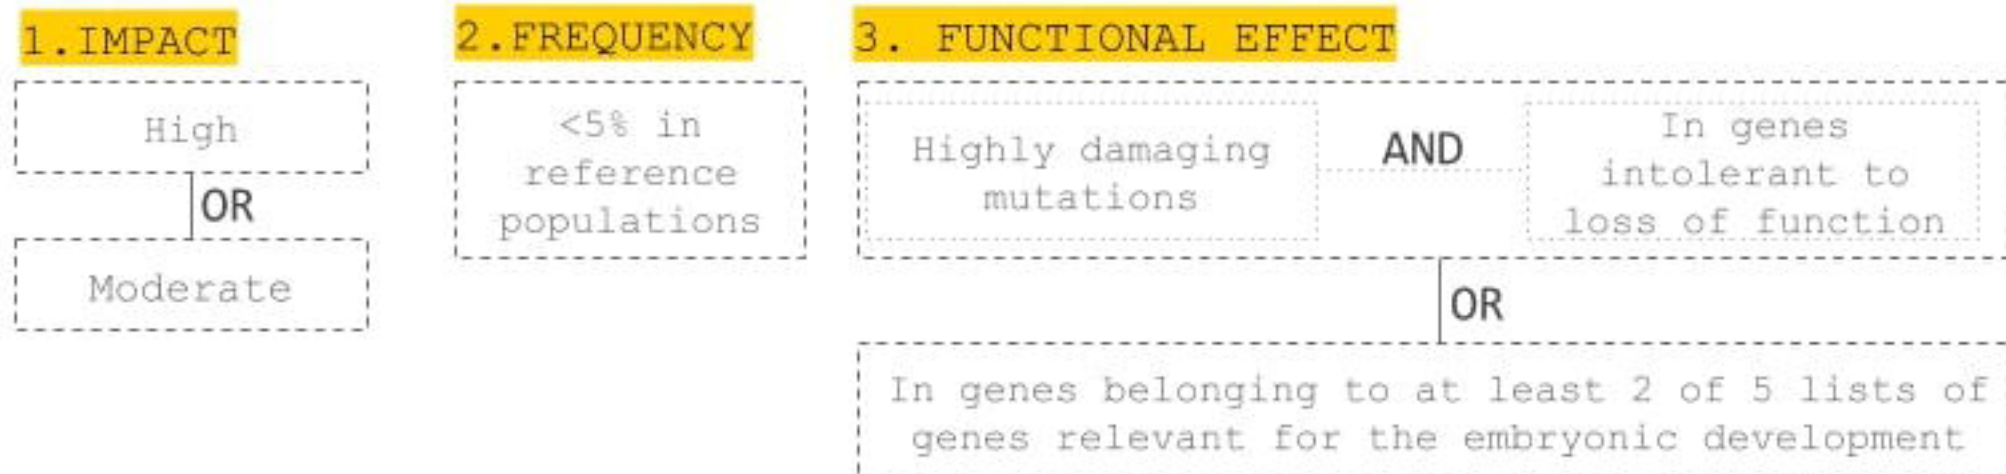 1.IMPACT
High
OR
Moderate
2.FREQUENCY
<5% in
reference
populations
3. FUNCTIONAL EFFECT
Highly damaging
mutations
AND
In genes
intolerant to
loss of function
OR
In genes belonging to at least 2 of 5 lists of
genes relevant for the embryonic development